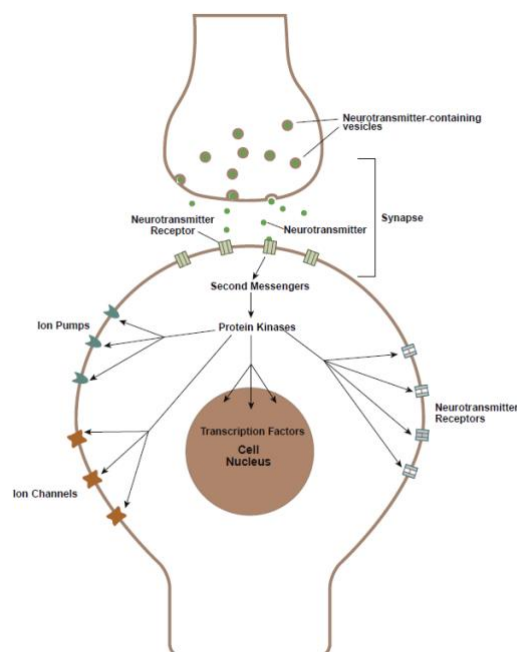 Neurotransmitter-containing
vesicles
Synapse
Neurotransmitter
Receptor
Neurotransmitter
Second Messengers
Ion Pumps
Protein Kinases
Neurotransmitter
Receptors
Transcription Factors
Cell
Nucleus
Ion Channels